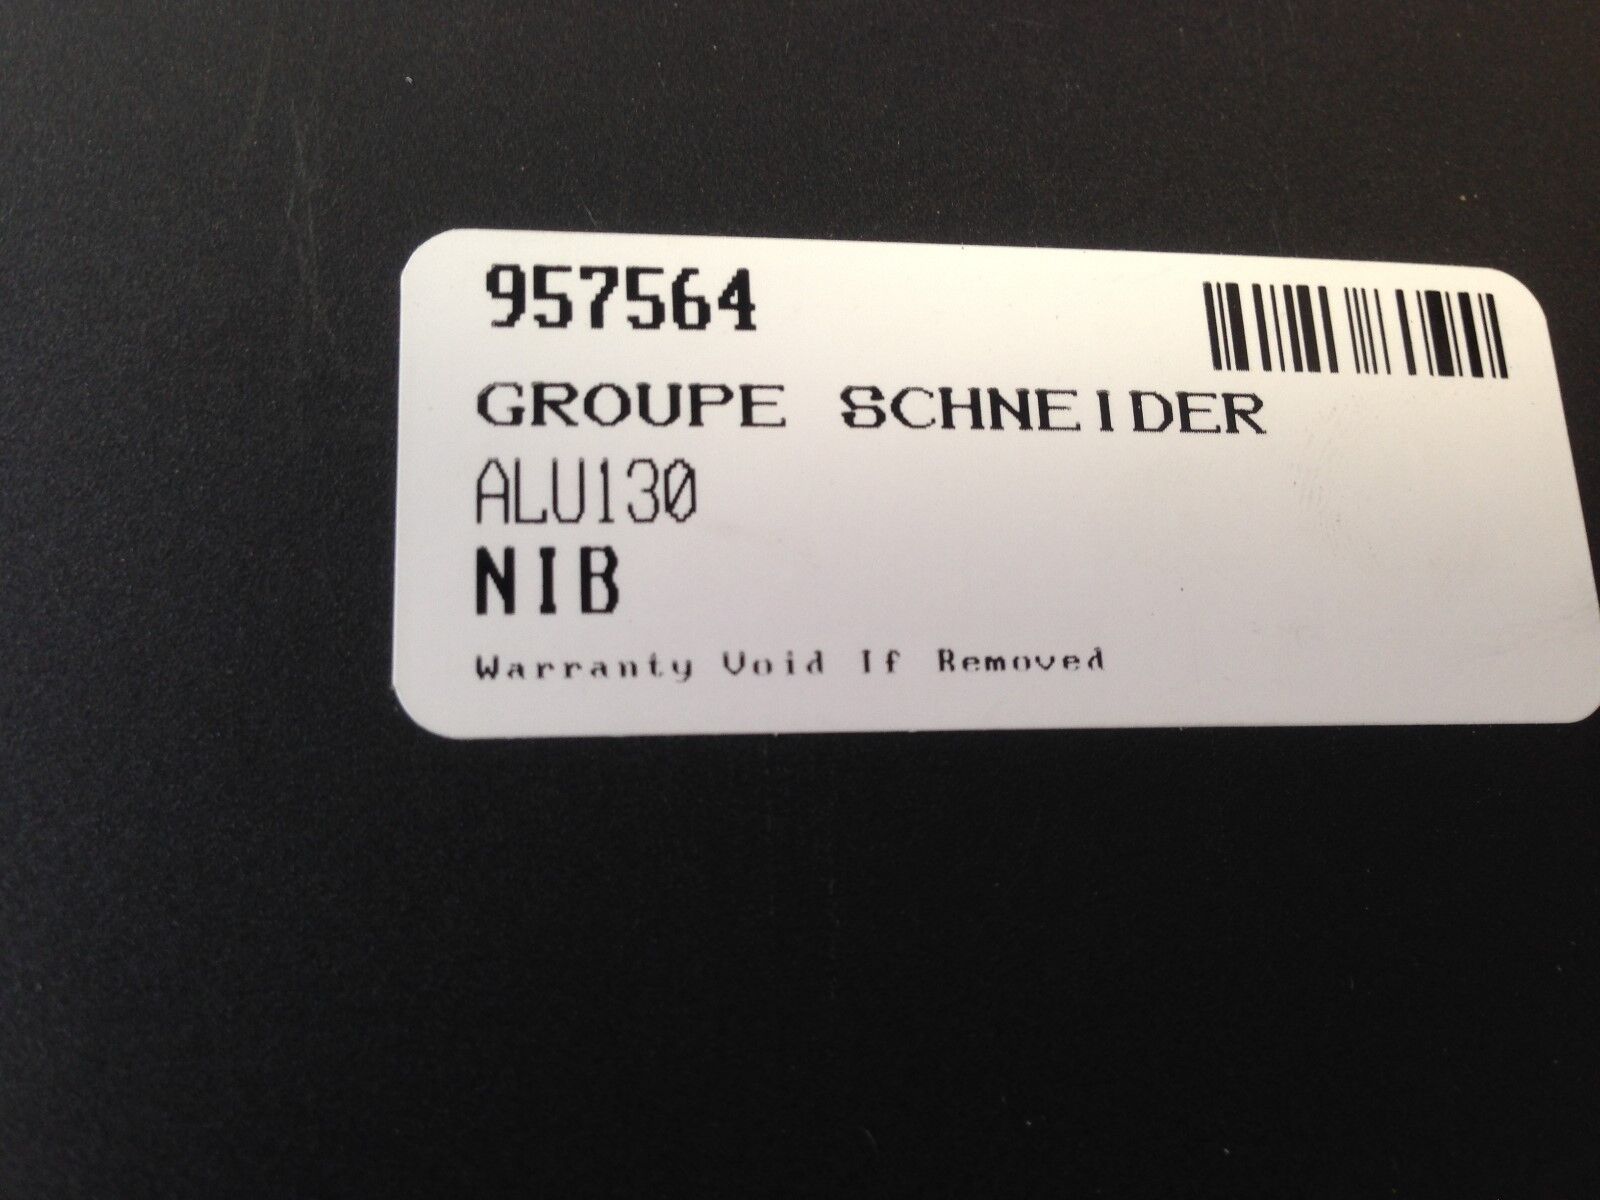 957564
GROUPE SCHNEIDER
ALU130
NIB
Warranty Void If Removed